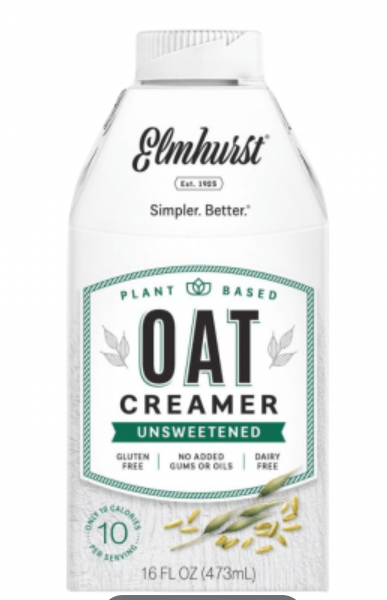 Elmhurst®
Est. 1925
Simpler. Better.®
PLANT BASED
OAT
CREAMER
UNSWEETENED
GLUTEN FREE | NO ADDED GUMS OR OILS | DAIRY FREE
ONLY 10 CALORIES
10
PER SERVING
16 FL OZ (473mL)